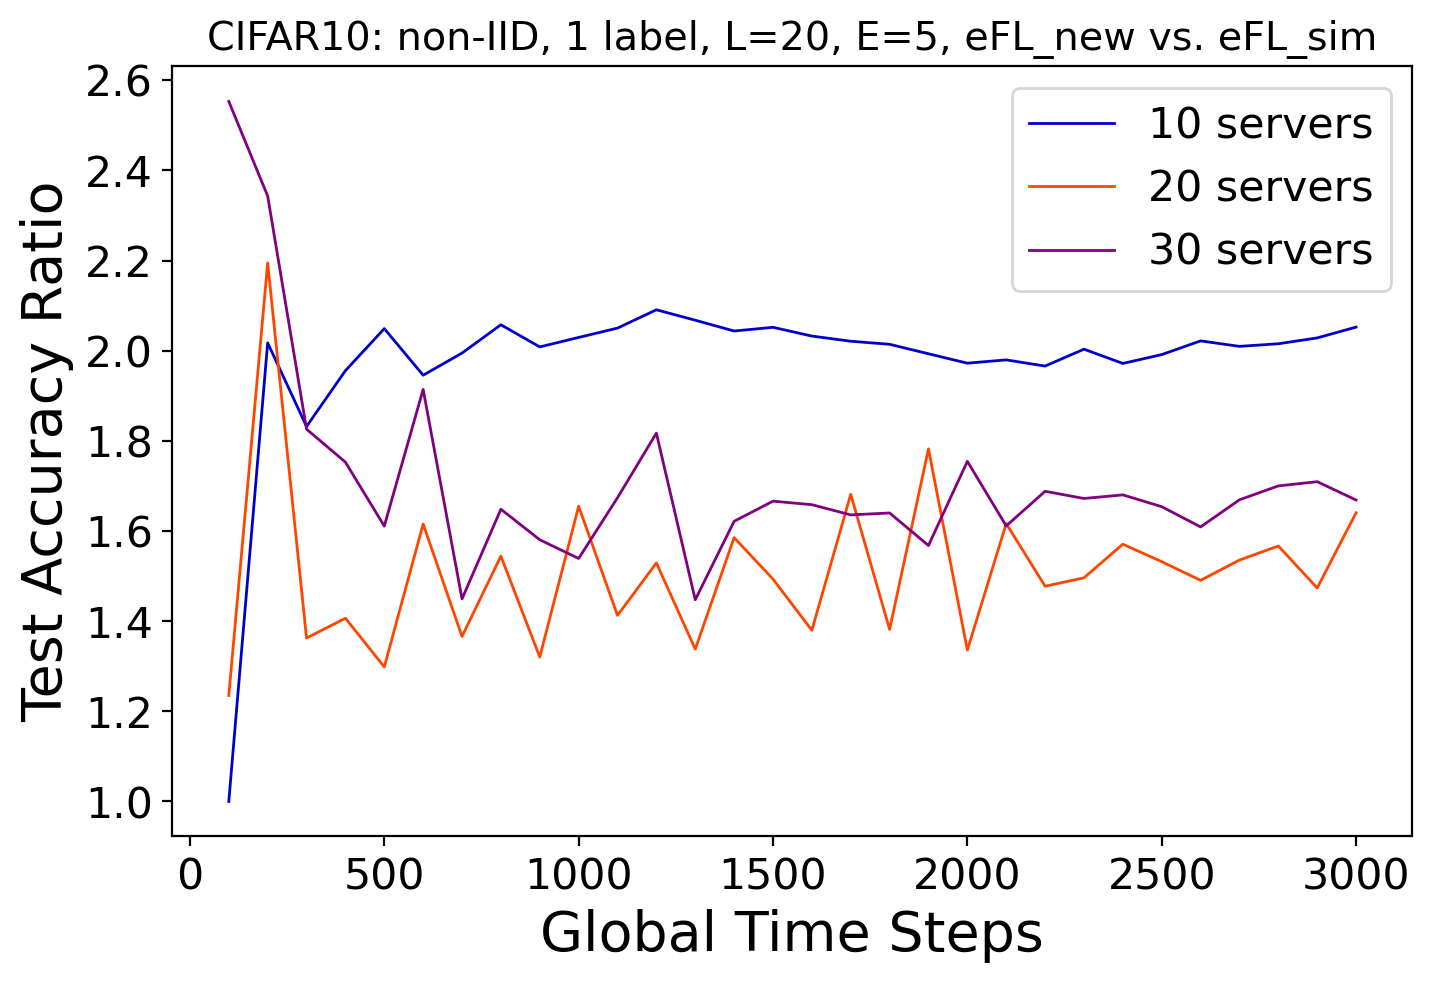 CIFAR10: non-IID, 1 label, L=20, E=5, eFL_new vs. eFL_sim
2.6
2.4
2.2
2.0
1.8
1.6
1.4
1.2
1.0
Test Accuracy Ratio
10 servers
20 servers
30 servers
0 500 1000 1500 2000 2500 3000
Global Time Steps